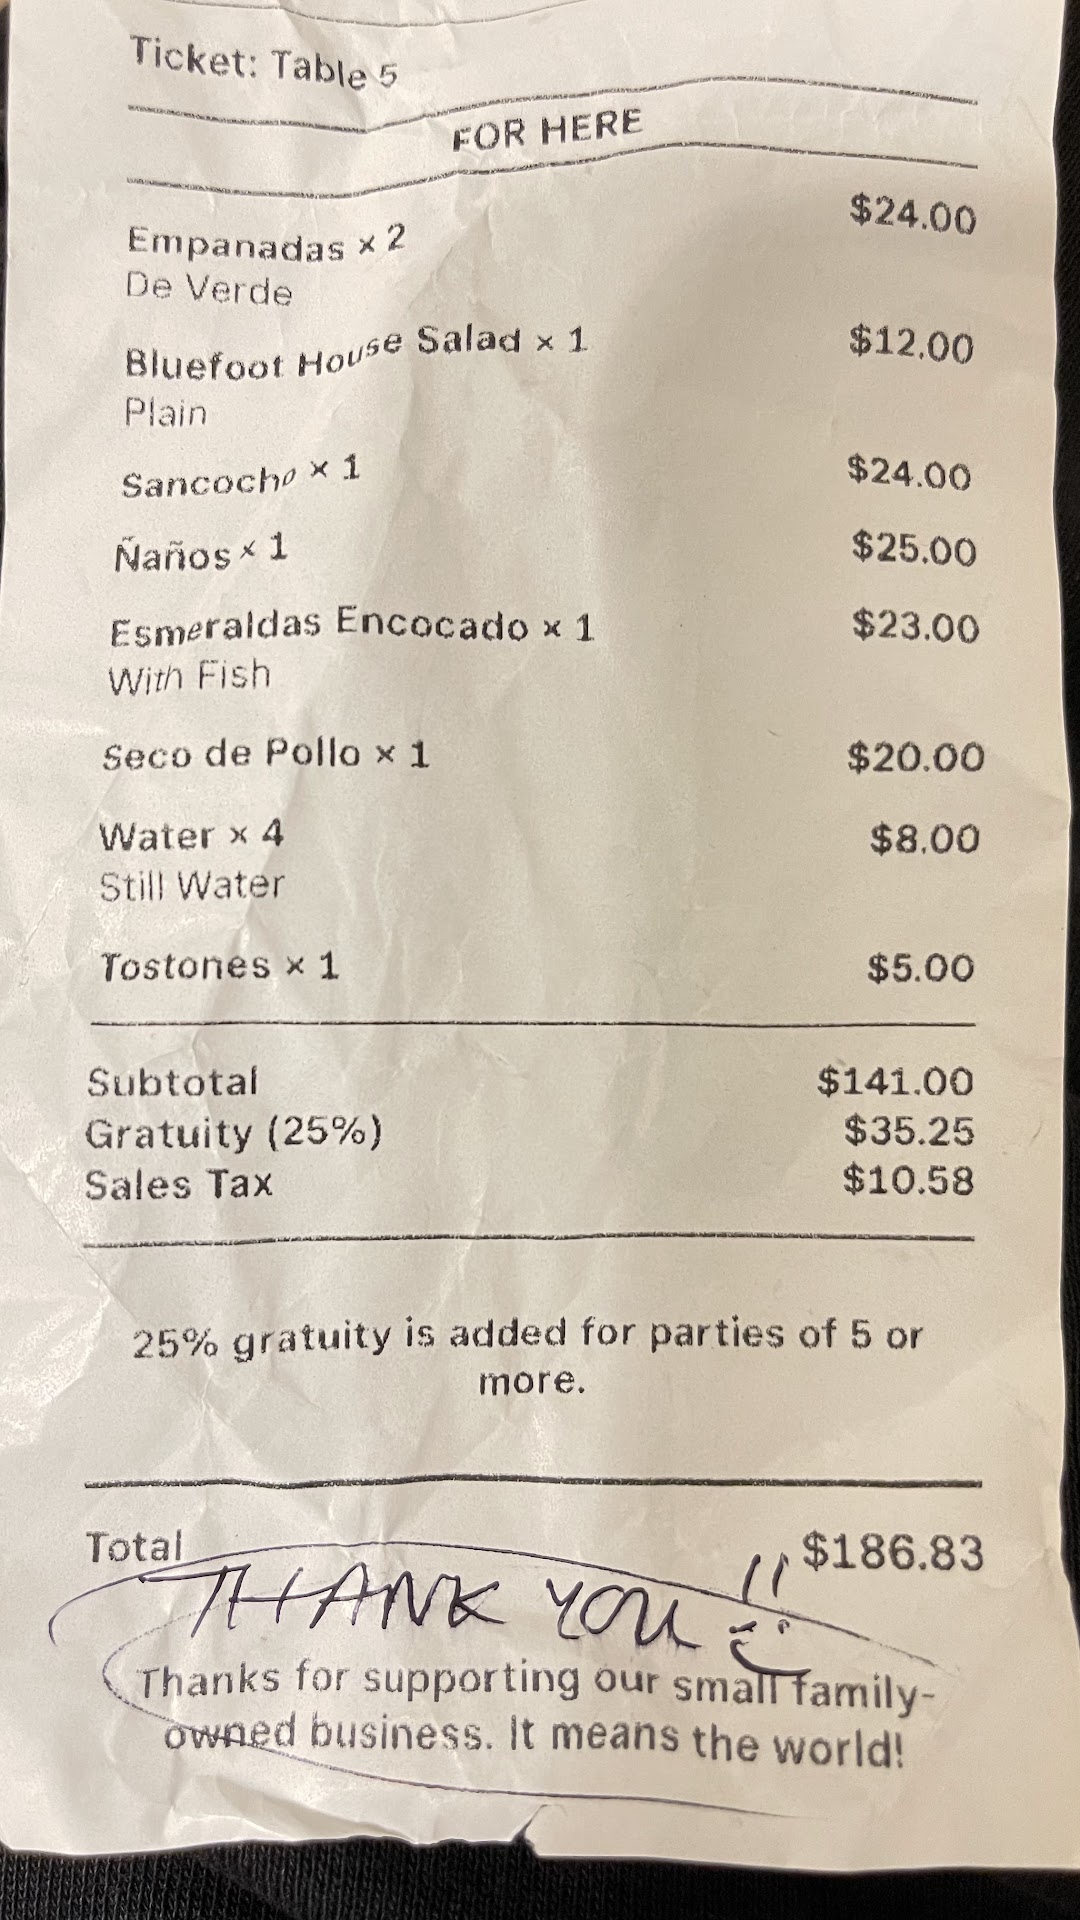 Ticket: Table 5
FOR HERE
Empanadas × 2 $24.00
De Verde
Bluefoot House Salad × 1 $12.00
Plain
Sancocho × 1 $24.00
Ñaños × 1 $25.00
Esmeraldas Encocado × 1 $23.00
With Fish
Seco de Pollo × 1 $20.00
Water × 4 $8.00
Still Water
Tostones × 1 $5.00
Subtotal $141.00
Gratuity (25%) $35.25
Sales Tax $10.58
25% gratuity is added for parties of 5 or
more.
Total $186.83
THANK YOU !!
Thanks for supporting our small family-
owned business. It means the world!